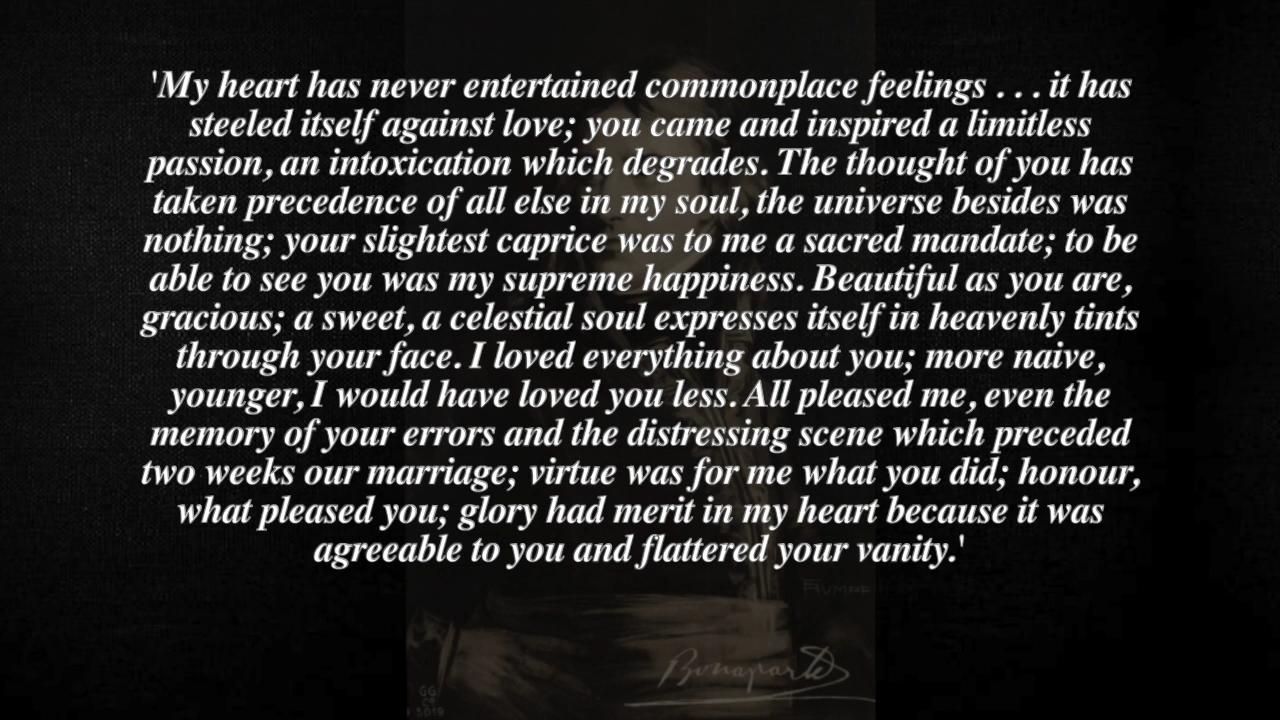 'My heart has never entertained commonplace feelings . . . it has
steeled itself against love; you came and inspired a limitless
passion, an intoxication which degrades. The thought of you has
taken precedence of all else in my soul, the universe besides was
nothing; your slightest caprice was to me a sacred mandate; to be
able to see you was my supreme happiness. Beautiful as you are,
gracious; a sweet, a celestial soul expresses itself in heavenly tints
through your face. I loved everything about you; more naive,
younger, I would have loved you less. All pleased me, even the
memory of your errors and the distressing scene which preceded
two weeks our marriage; virtue was for me what you did; honour,
what pleased you; glory had merit in my heart because it was
agreeable to you and flattered your vanity.'
Bonaparte
GG
Co